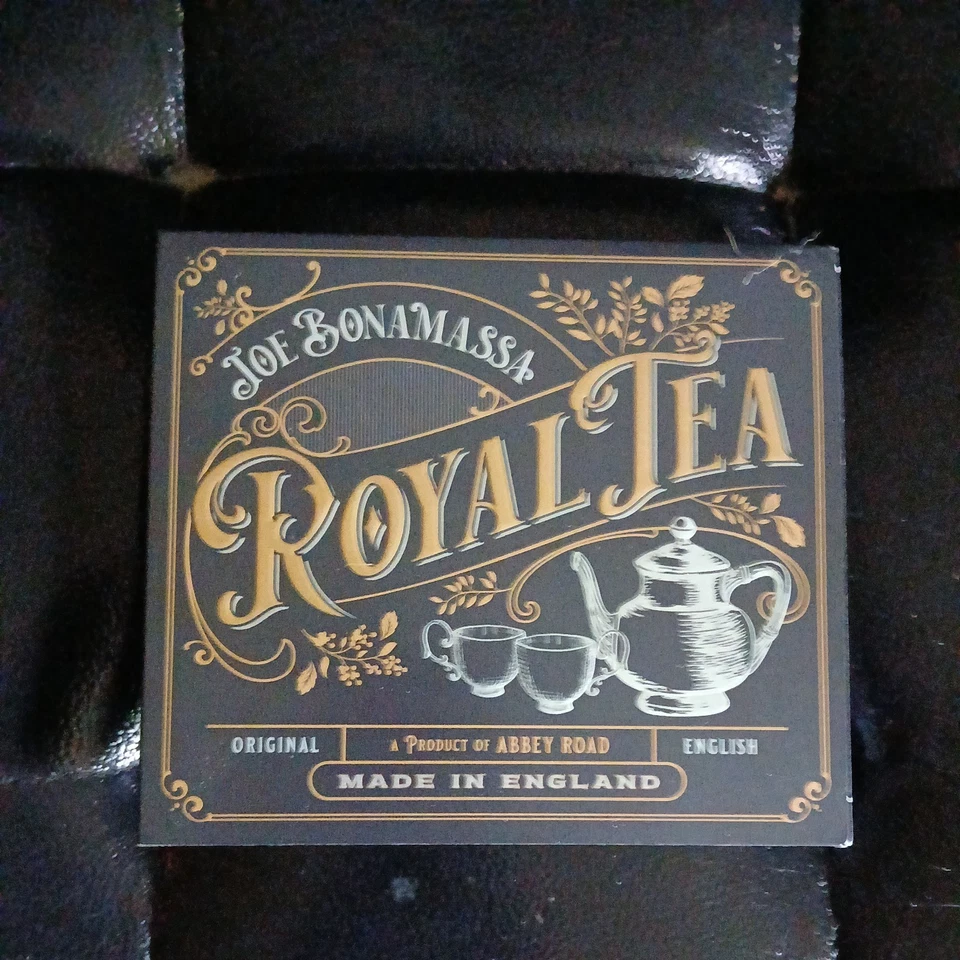 JOE BONAMASSA
ROYAL TEA
ORIGINAL
A PRODUCT OF ABBEY ROAD
ENGLISH
MADE IN ENGLAND